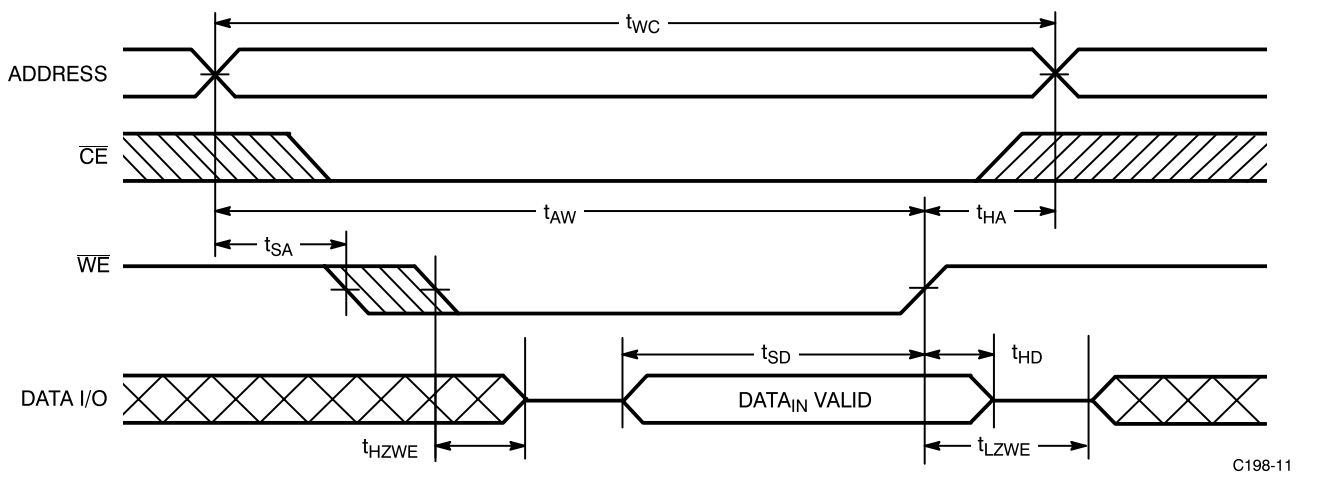 tWC
ADDRESS
CE
tAW
tHA
tSA
WE
tSD
tHD
DATA I/O
DATAIN VALID
tHZWE
tLZWE
C198-11